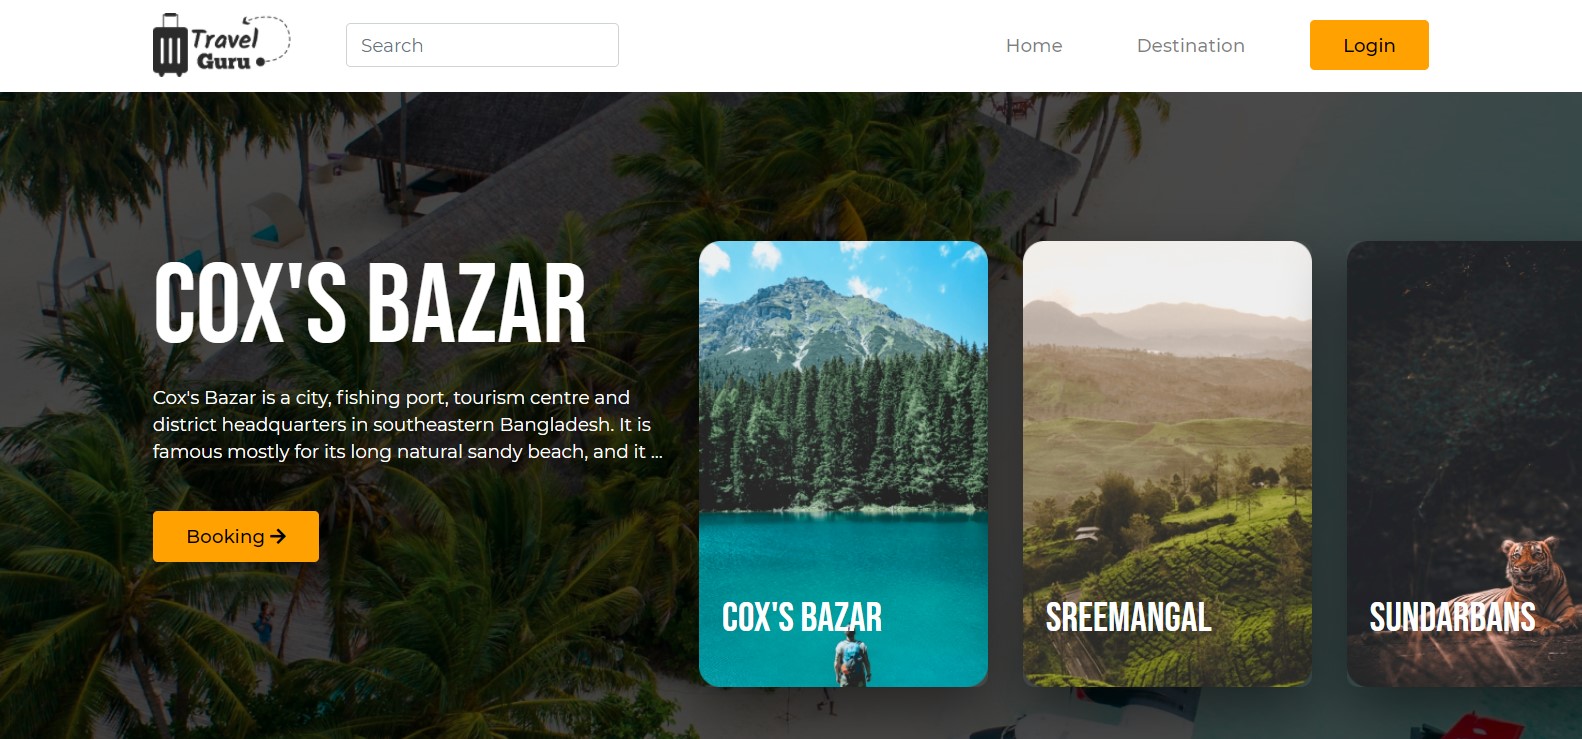 Travel
Guru
Search
Home
Destination
Login
COX'S BAZAR
Cox's Bazar is a city, fishing port, tourism centre and
district headquarters in southeastern Bangladesh. It is
famous mostly for its long natural sandy beach, and it ...
Booking →
COX'S BAZAR
SREEMANGAL
SUNDARBANS